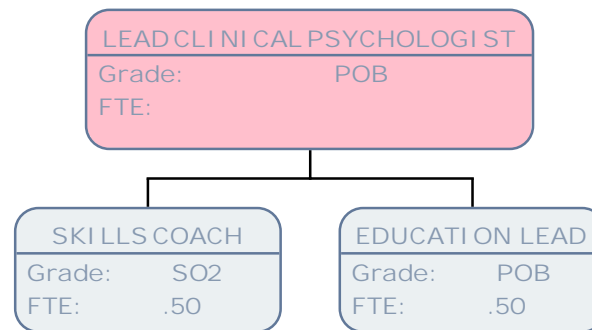 LEAD CLINICAL PSYCHOLOGIST
Grade: POB
FTE:
SKILLS COACH
Grade: SO2
FTE: .50
EDUCATION LEAD
Grade: POB
FTE: .50